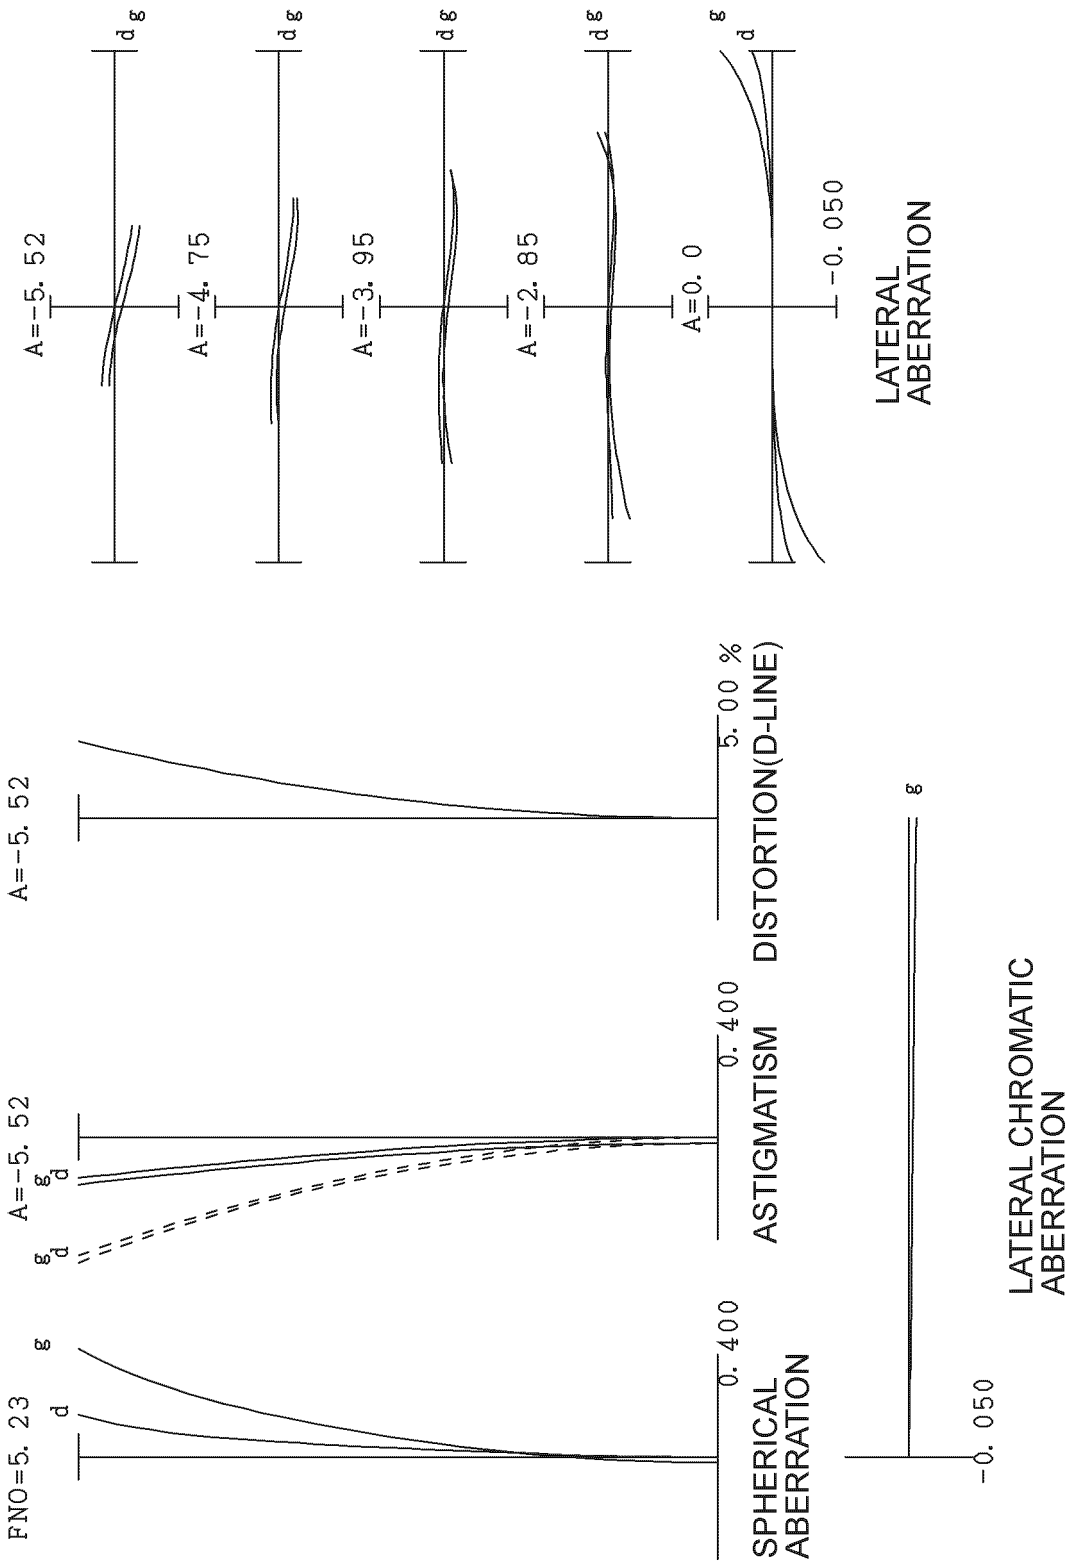 FNO=5. 23
d
g
0. 400
SPHERICAL
ABERRATION
A=-5. 52
g
d
g
d
0. 400
ASTIGMATISM
A=-5. 52
5. 00 %
DISTORTION(D-LINE)
g
-0. 050
LATERAL CHROMATIC
ABERRATION
A=-5. 52
d g
A=-4. 75
d g
A=-3. 95
d g
A=-2. 85
d g
A=0. 0
g
d
-0. 050
LATERAL
ABERRATION